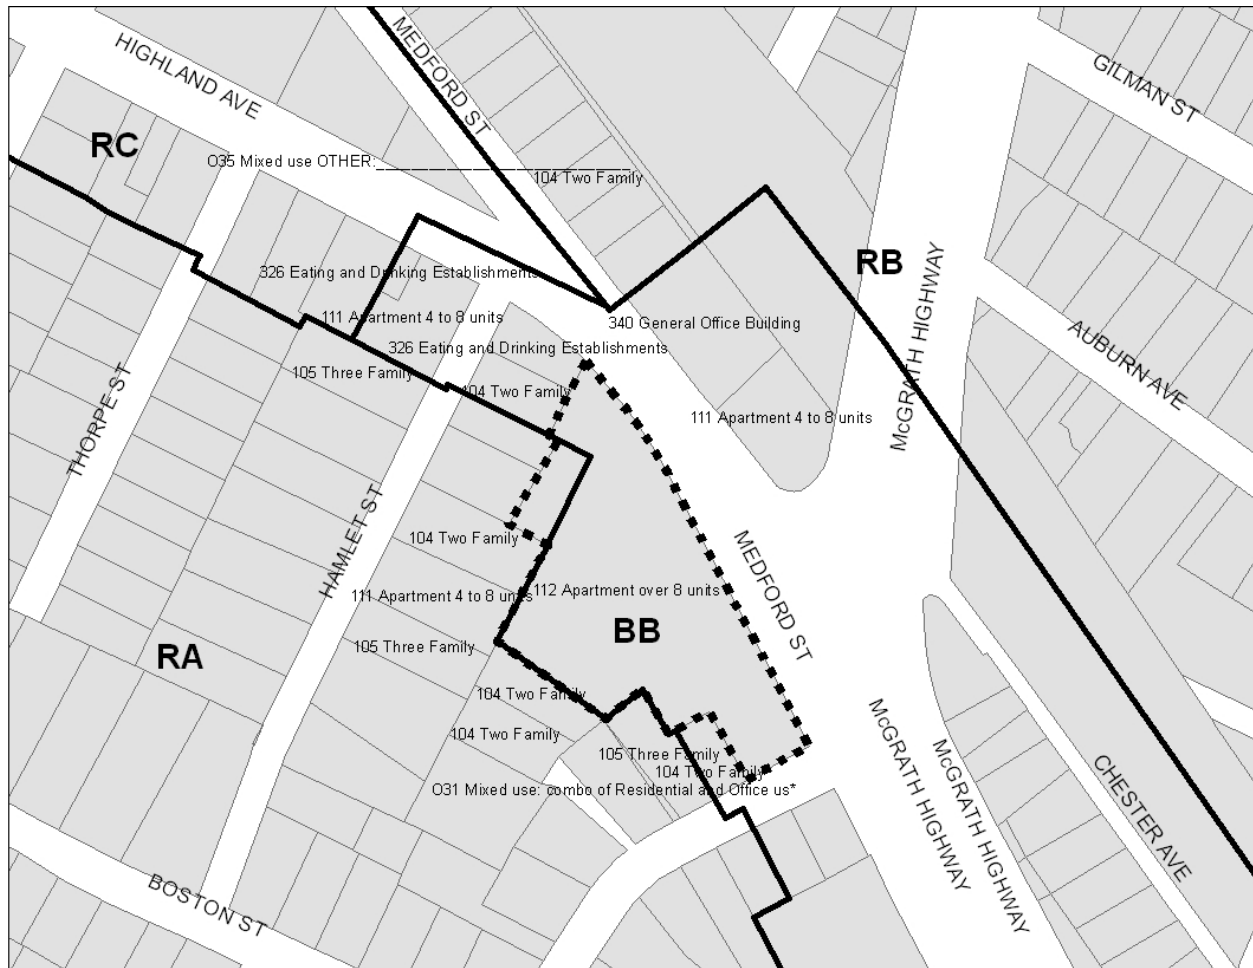 MEDFORD ST
HIGHLAND AVE
GILMAN ST
RC
O35 Mixed use OTHER:____________________
104 Two Family
RB
McGRATH HIGHWAY
326 Eating and Drinking Establishments
111 Apartment 4 to 8 units
340 General Office Building
326 Eating and Drinking Establishments
AUBURN AVE
105 Three Family
104 Two Family
THORPE ST
111 Apartment 4 to 8 units
HAMLET ST
104 Two Family
MEDFORD ST
111 Apartment 4 to 8 units
112 Apartment over 8 units
BB
105 Three Family
RA
104 Two Family
104 Two Family
105 Three Family
104 Two Family
O31 Mixed use: combo of Residential and Office us*
McGRATH HIGHWAY
McGRATH HIGHWAY
CHESTER AVE
BOSTON ST